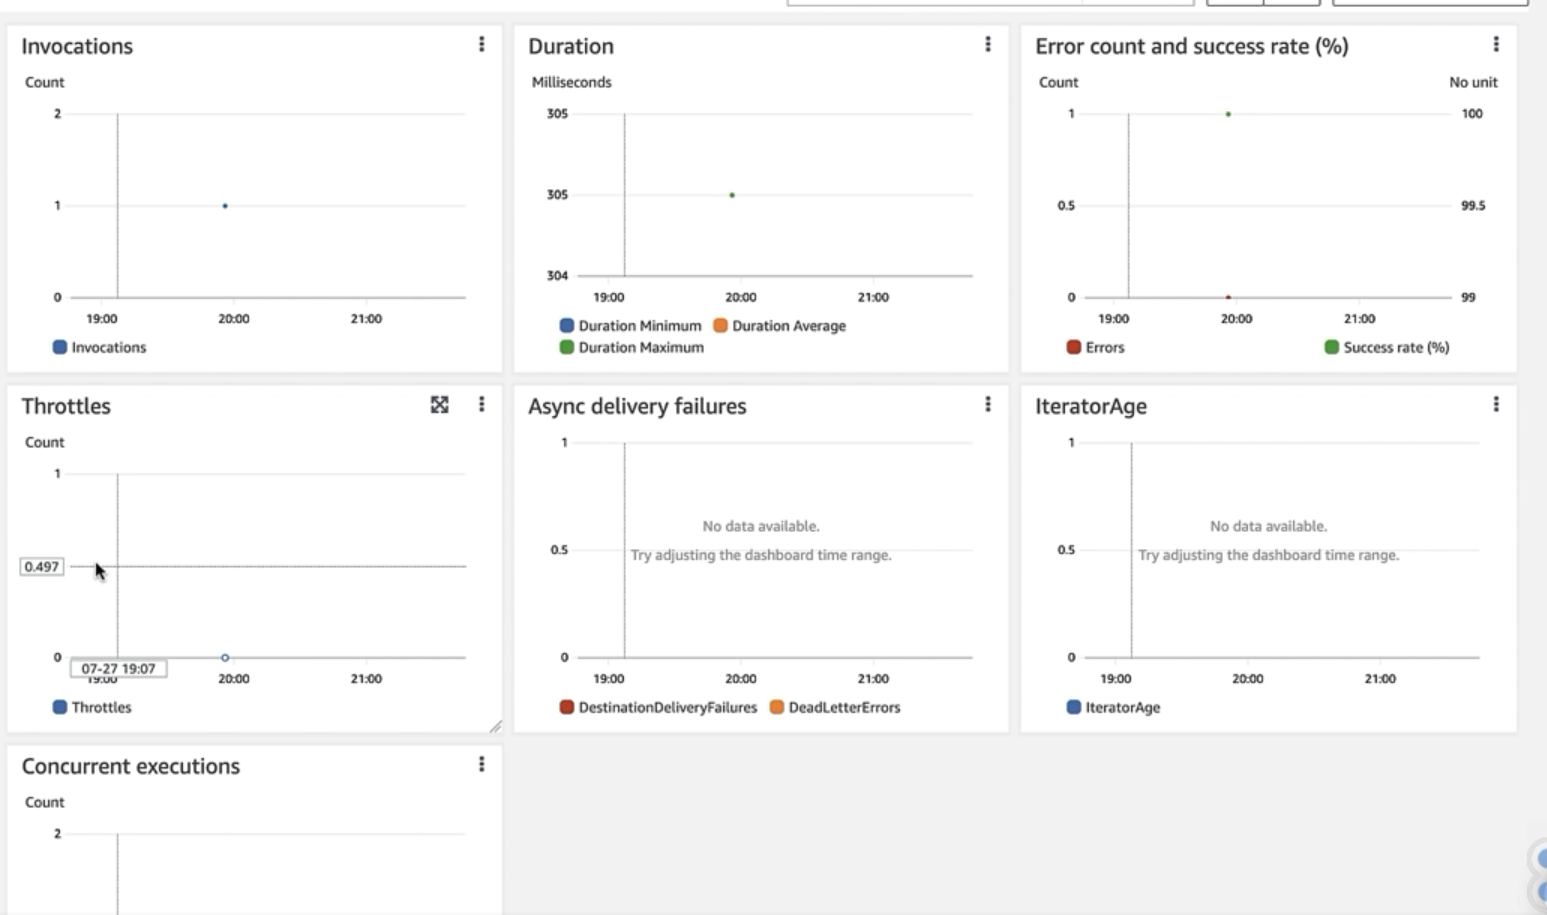 Invocations
Count
2
1
0
19:00 20:00 21:00
Invocations
Duration
Milliseconds
305
305
304
19:00 20:00 21:00
Duration Minimum Duration Average
Duration Maximum
Error count and success rate (%)
Count No unit
1 100
0.5 99.5
0 99
19:00 20:00 21:00
Errors Success rate (%)
Throttles
Count
1
0.497
0
07-27 19:07
19:00 20:00 21:00
Throttles
Async delivery failures
1
No data available.
0.5
Try adjusting the dashboard time range.
0
19:00 20:00 21:00
DestinationDeliveryFailures DeadLetterErrors
IteratorAge
1
No data available.
0.5
Try adjusting the dashboard time range.
0
19:00 20:00 21:00
IteratorAge
Concurrent executions
Count
2